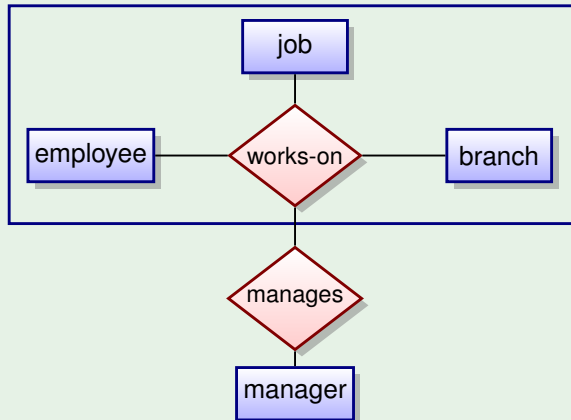 job
employee
works-on
branch
manages
manager